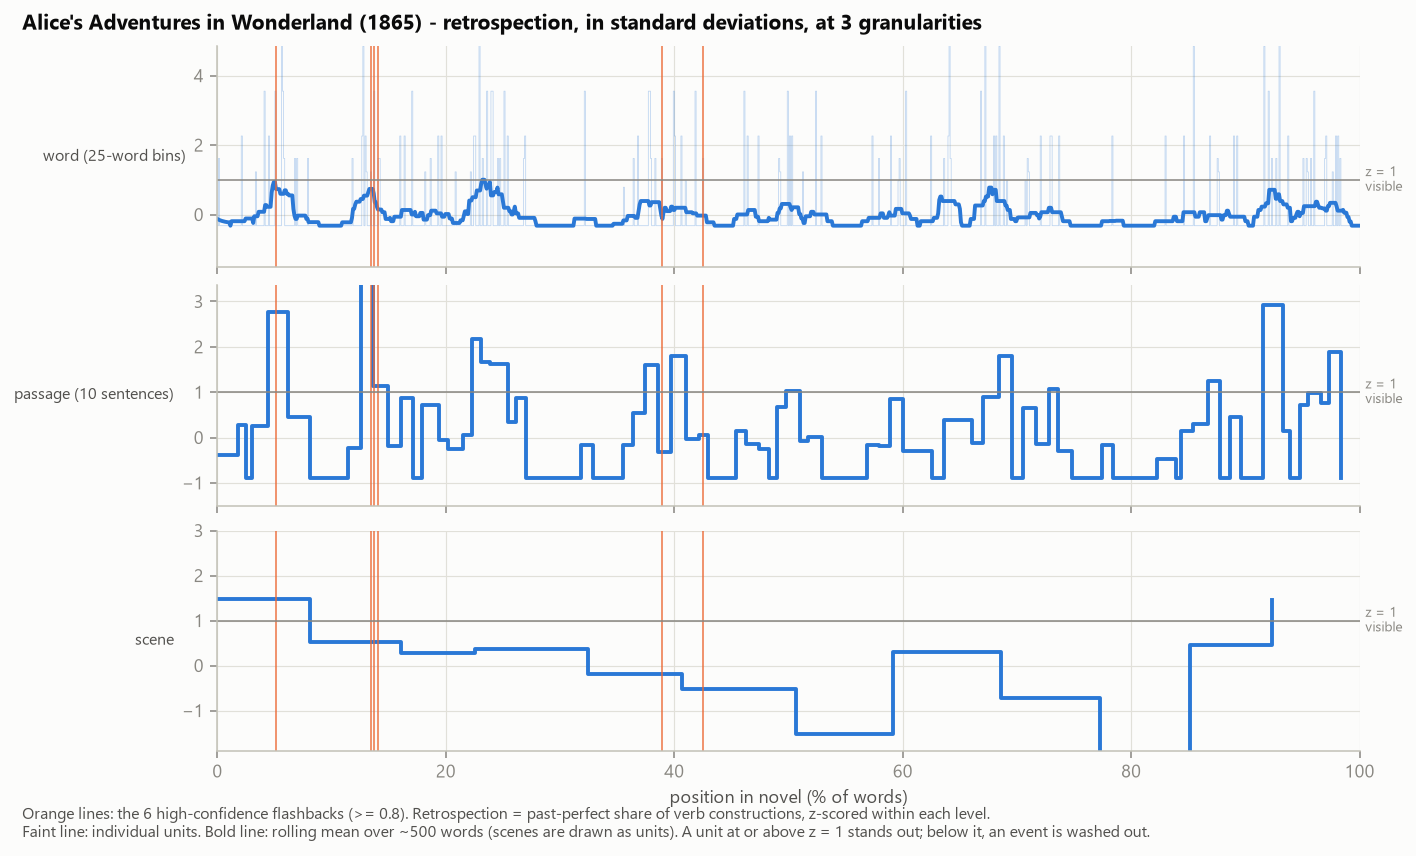 Alice's Adventures in Wonderland (1865) - retrospection, in standard deviations, at 3 granularities
word (25-word bins)
4
2
0
z = 1
visible
passage (10 sentences)
3
2
1
0
−1
z = 1
visible
scene
3
2
1
0
−1
z = 1
visible
0 20 40 60 80 100
position in novel (% of words)
Orange lines: the 6 high-confidence flashbacks (>= 0.8). Retrospection = past-perfect share of verb constructions, z-scored within each level.
Faint line: individual units. Bold line: rolling mean over ~500 words (scenes are drawn as units). A unit at or above z = 1 stands out; below it, an event is washed out.